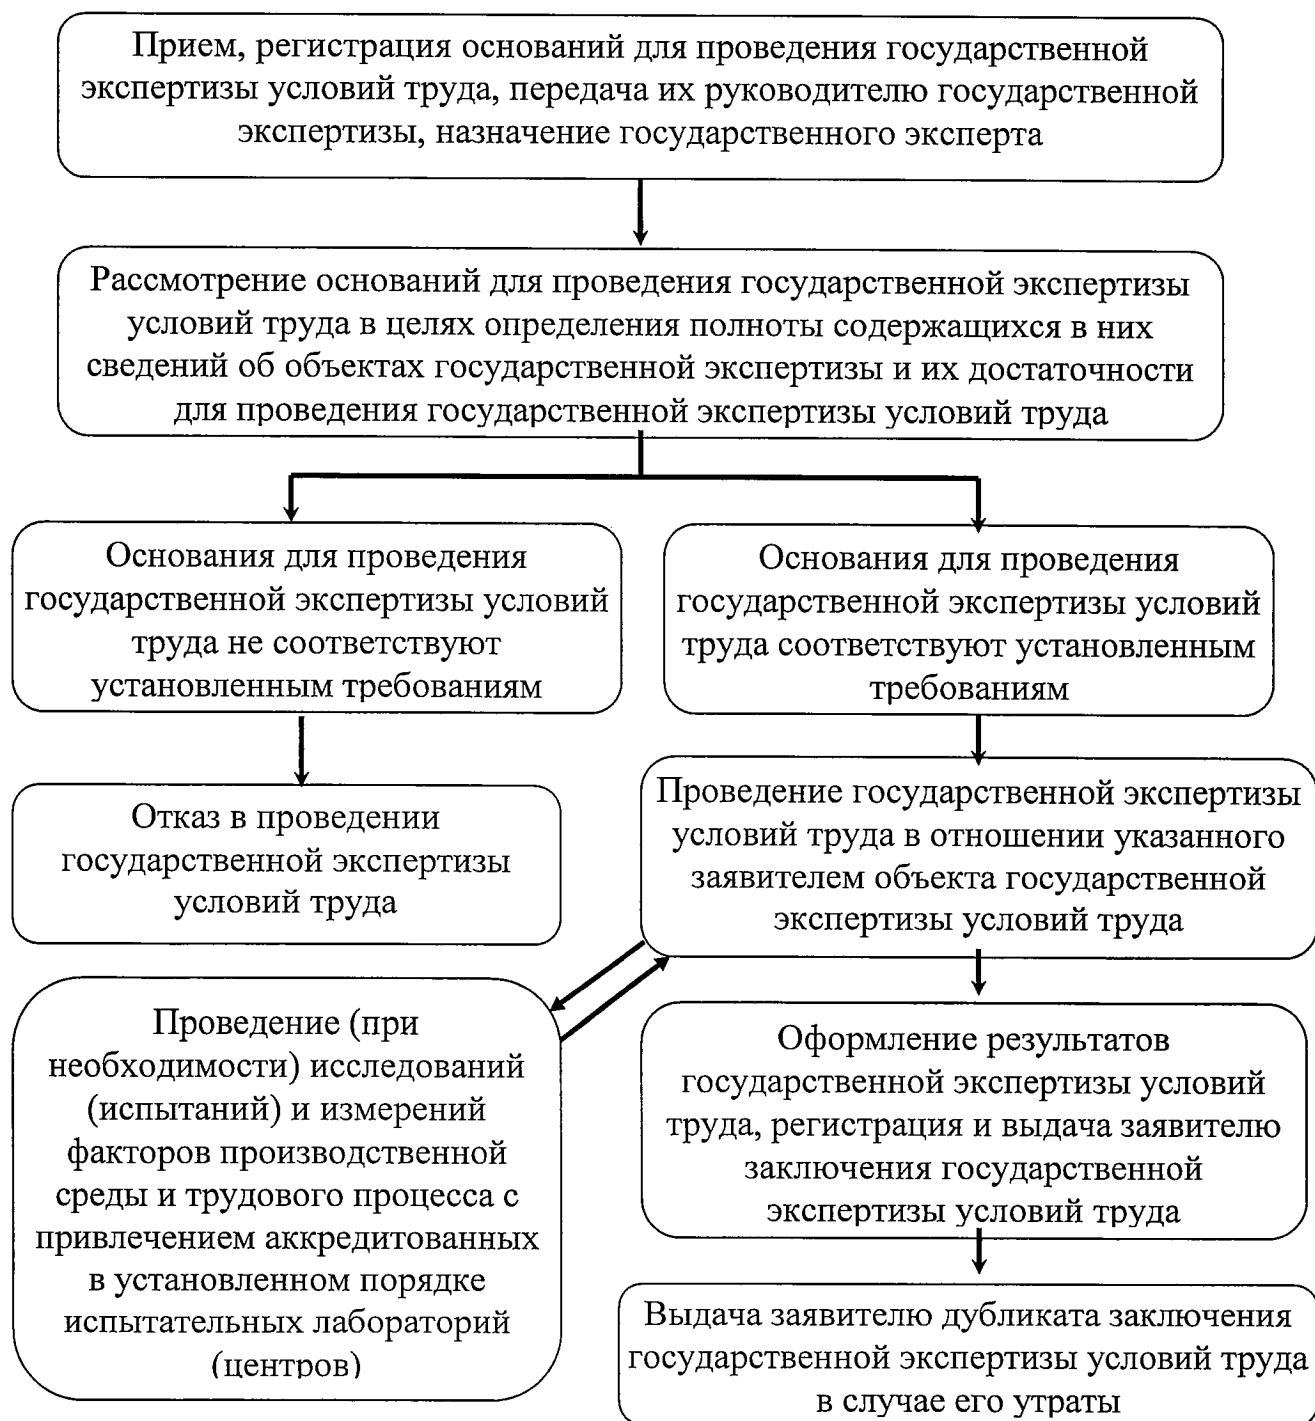 Прием, регистрация оснований для проведения государственной
экспертизы условий труда, передача их руководителю государственной
экспертизы, назначение государственного эксперта
Рассмотрение оснований для проведения государственной экспертизы
условий труда в целях определения полноты содержащихся в них
сведений об объектах государственной экспертизы и их достаточности
для проведения государственной экспертизы условий труда
Основания для проведения
государственной экспертизы условий
труда не соответствуют
установленным требованиям
Основания для проведения
государственной экспертизы условий
труда соответствуют установленным
требованиям
Отказ в проведении
государственной экспертизы
условий труда
Проведение государственной экспертизы
условий труда в отношении указанного
заявителем объекта государственной
экспертизы условий труда
Проведение (при
необходимости) исследований
(испытаний) и измерений
факторов производственной
среды и трудового процесса с
привлечением аккредитованных
в установленном порядке
испытательных лабораторий
(центров)
Оформление результатов
государственной экспертизы условий
труда, регистрация и выдача заявителю
заключения государственной
экспертизы условий труда
Выдача заявителю дубликата заключения
государственной экспертизы условий труда
в случае его утраты